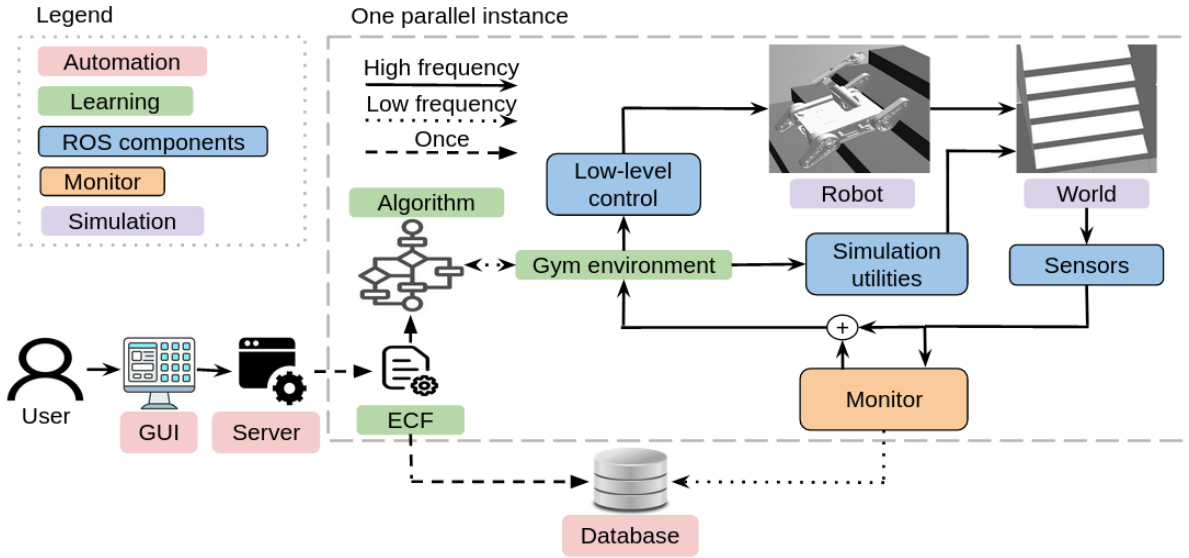 Legend
One parallel instance
Automation
Learning
ROS components
Monitor
Simulation
High frequency
Low frequency
Once
Low-level
control
Robot
World
Algorithm
Gym environment
Simulation
utilities
Sensors
+
Monitor
User
GUI
Server
ECF
Database